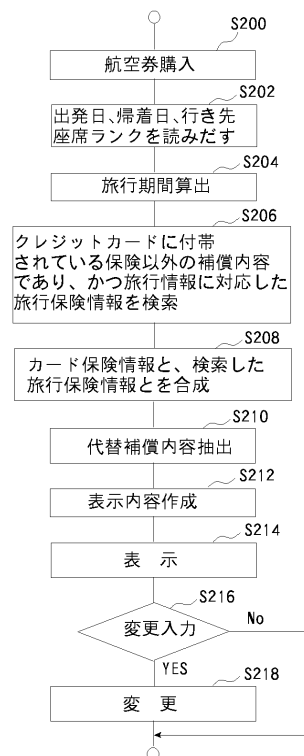 S200
航空券購入
S202
出発日、帰着日、行き先
座席ランクを読みだす
S204
旅行期間算出
S206
クレジットカードに付帯
されている保険以外の補償内容
であり、かつ旅行情報に対応した
旅行保険情報を検索
S208
カード保険情報と、検索した
旅行保険情報とを合成
S210
代替補償内容抽出
S212
表示内容作成
S214
表 示
S216
変更入力
No
YES
S218
変 更